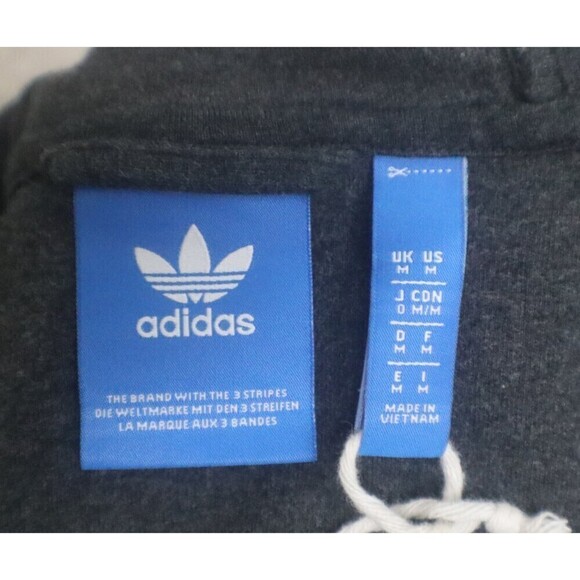 adidas
THE BRAND WITH THE 3 STRIPES
DIE WELTMARKE MIT DEN 3 STREIFEN
LA MARQUE AUX 3 BANDES
UK US
M M
J CDN
O M/M
D F
M M
E I
M M
MADE IN
VIETNAM